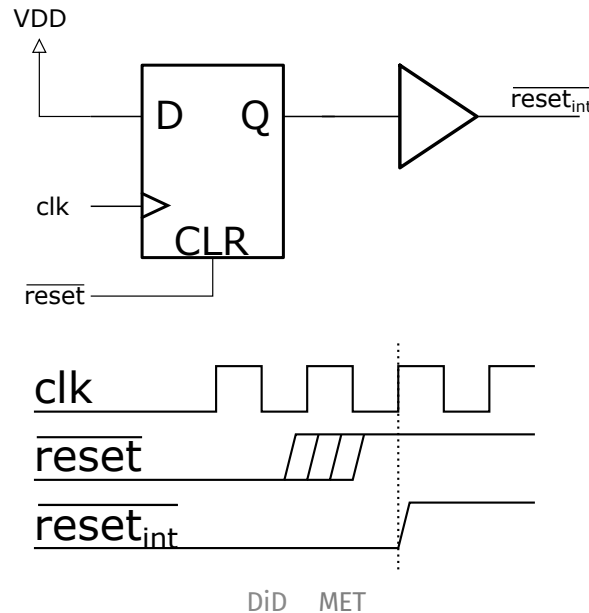 VDD
D Q
reset_int
clk
CLR
reset
clk
reset
reset_int
DiD MET